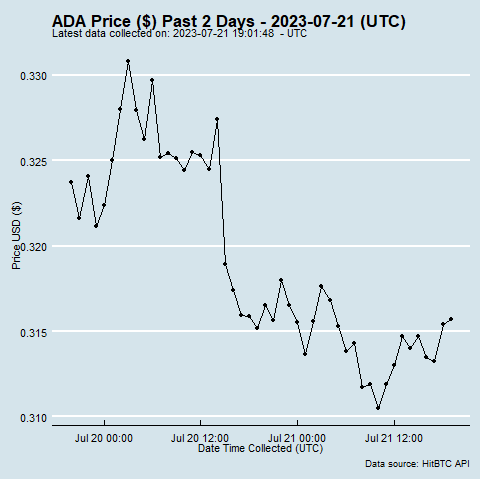 ADA Price ($) Past 2 Days - 2023-07-21 (UTC)
Latest data collected on: 2023-07-21 19:01:48 - UTC
0.330
0.325
0.320
0.315
0.310
Price USD ($)
Jul 20 00:00 Jul 20 12:00 Jul 21 00:00 Jul 21 12:00
Date Time Collected (UTC)
Data source: HitBTC API